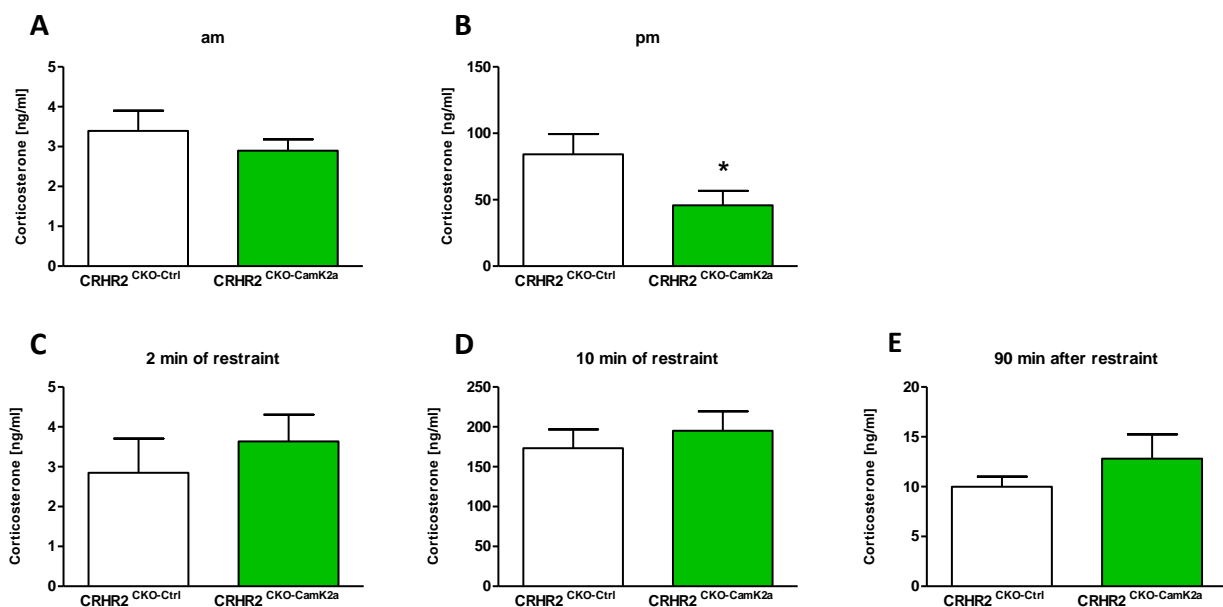 A
am
Corticosterone [ng/ml]
5
4
3
2
1
0
CRHR2 CKO-Ctrl
CRHR2 CKO-CamK2a
B
pm
Corticosterone [ng/ml]
150
100
50
0
*
CRHR2 CKO-Ctrl
CRHR2 CKO-CamK2a
C
2 min of restraint
Corticosterone [ng/ml]
5
4
3
2
1
0
CRHR2 CKO-Ctrl
CRHR2 CKO-CamK2a
D
10 min of restraint
Corticosterone [ng/ml]
250
200
150
100
50
0
CRHR2 CKO-Ctrl
CRHR2 CKO-CamK2a
E
90 min after restraint
Corticosterone [ng/ml]
20
15
10
5
0
CRHR2 CKO-Ctrl
CRHR2 CKO-CamK2a